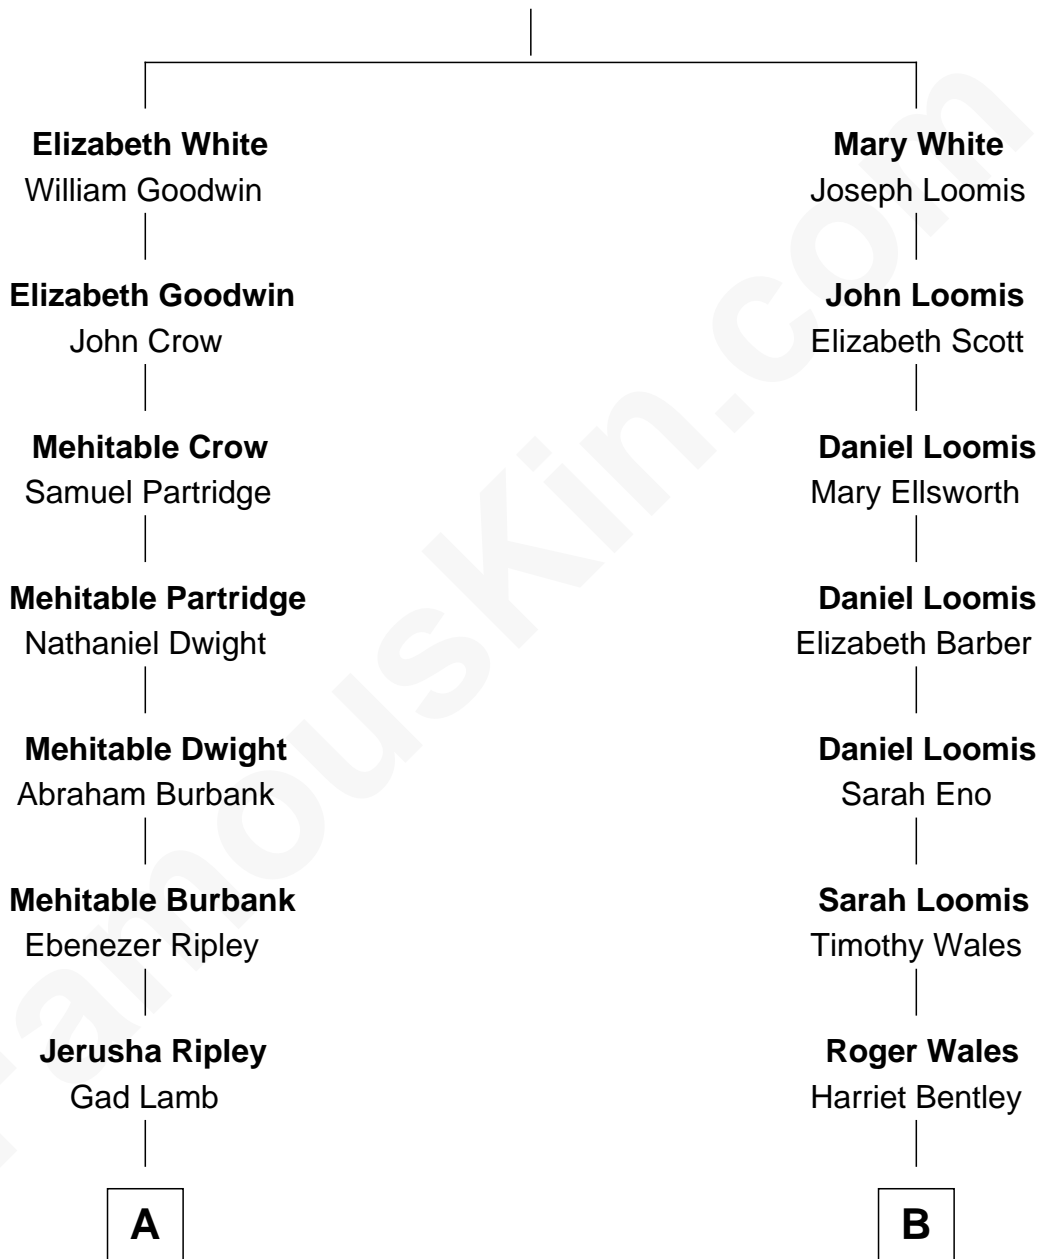 Elizabeth White
William Goodwin
Elizabeth Goodwin
John Crow
Mehitable Crow
Samuel Partridge
Mehitable Partridge
Nathaniel Dwight
Mehitable Dwight
Abraham Burbank
Mehitable Burbank
Ebenezer Ripley
Jerusha Ripley
Gad Lamb
A
Mary White
Joseph Loomis
John Loomis
Elizabeth Scott
Daniel Loomis
Mary Ellsworth
Daniel Loomis
Elizabeth Barber
Daniel Loomis
Sarah Eno
Sarah Loomis
Timothy Wales
Roger Wales
Harriet Bentley
B
FamousKin.com